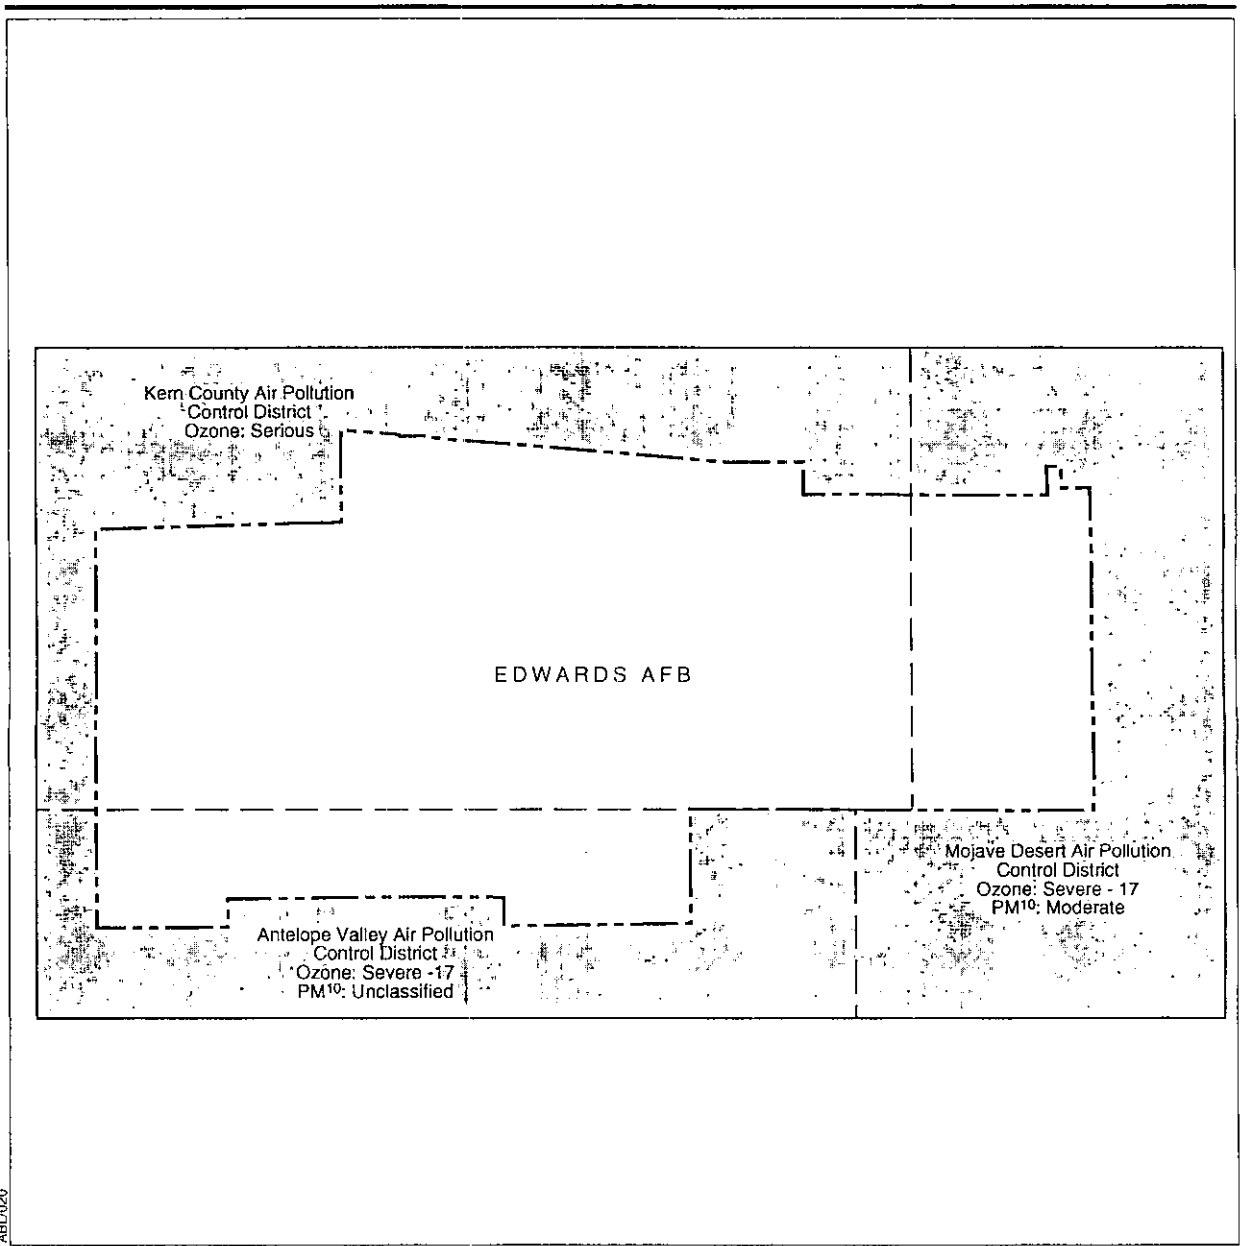 Kern County Air Pollution
Control District
Ozone: Serious
EDWARDS AFB
Mojave Desert Air Pollution
Control District
Ozone: Severe - 17
PM¹⁰: Moderate
Antelope Valley Air Pollution
Control District
Ozone: Severe -17
PM¹⁰: Unclassified